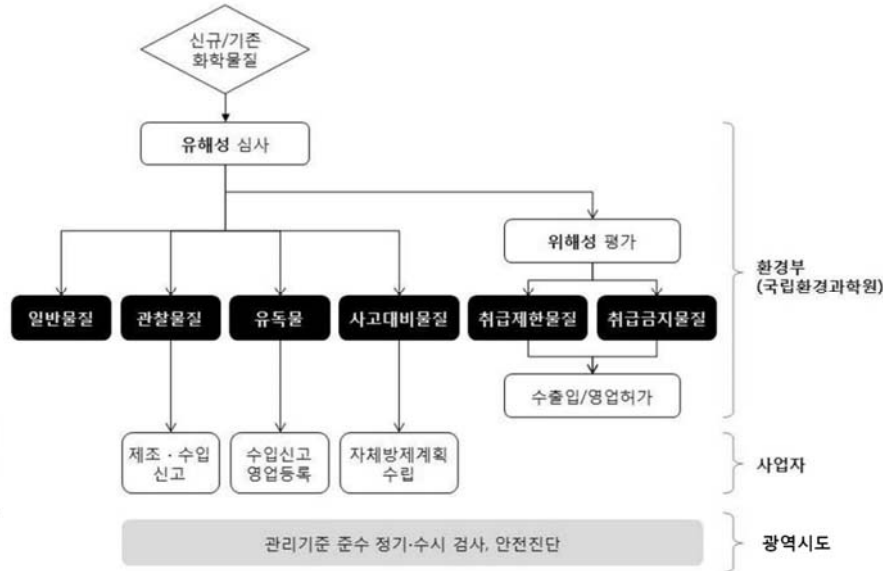 신규/기존
화학물질
유해성 심사
위해성 평가
환경부
(국립환경과학원)
일반물질
관찰물질
유독물
사고대비물질
취급제한물질
취급금지물질
수출입/영업허가
제조 · 수입
신고
수입신고
영업등록
자체방제계획
수립
사업자
관리기준 준수 정기·수시 검사, 안전진단
광역시도